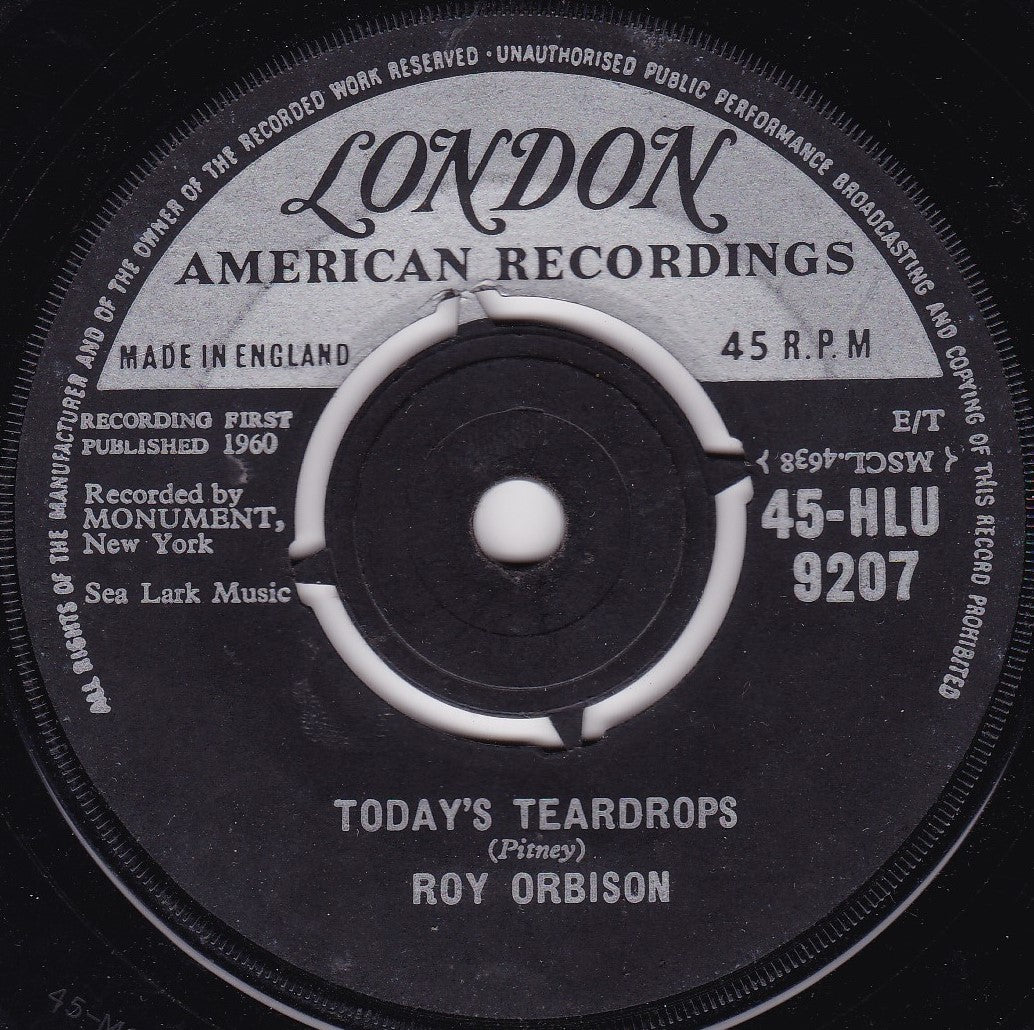 ALL RIGHTS OF THE MANUFACTURER AND OF THE OWNER OF THE RECORDED WORK RESERVED · UNAUTHORISED PUBLIC PERFORMANCE BROADCASTING AND COPYING OF THIS RECORD PROHIBITED
LONDON
AMERICAN RECORDINGS
MADE IN ENGLAND
45 R.P.M
RECORDING FIRST
PUBLISHED 1960
Recorded by
MONUMENT,
New York
Sea Lark Music
E/T
{ MSCL.4638 }
45-HLU
9207
TODAY'S TEARDROPS
(Pitney)
ROY ORBISON